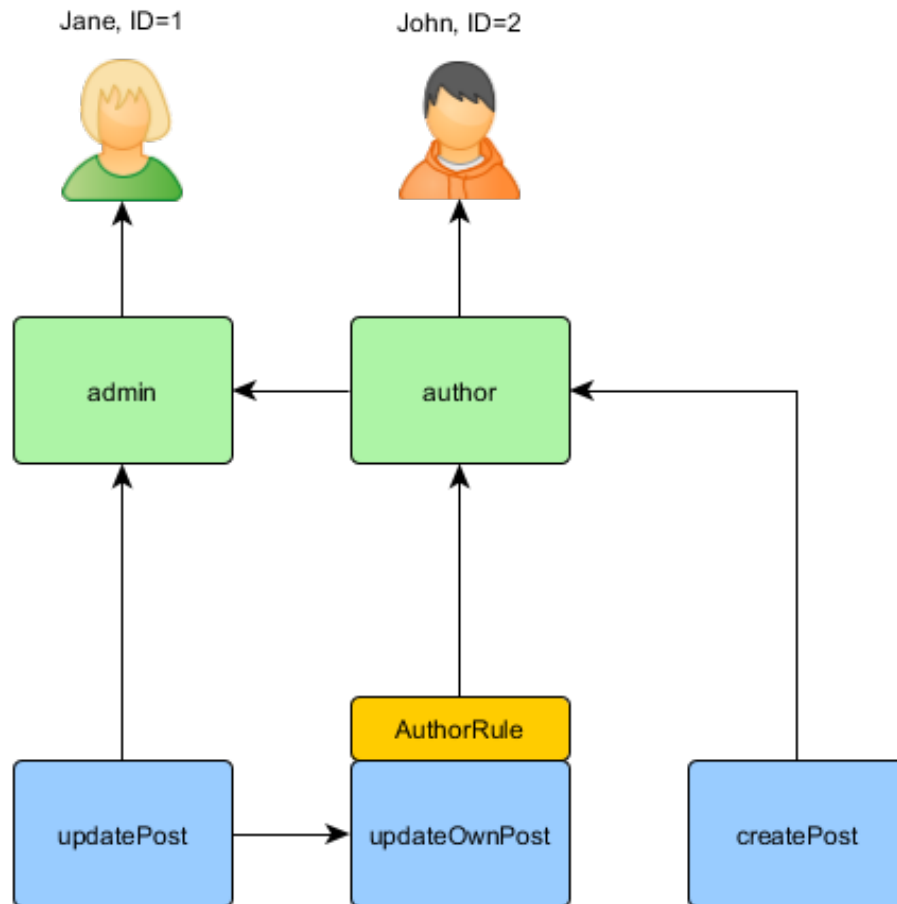 Jane, ID=1
John, ID=2
admin
author
AuthorRule
updatePost
updateOwnPost
createPost